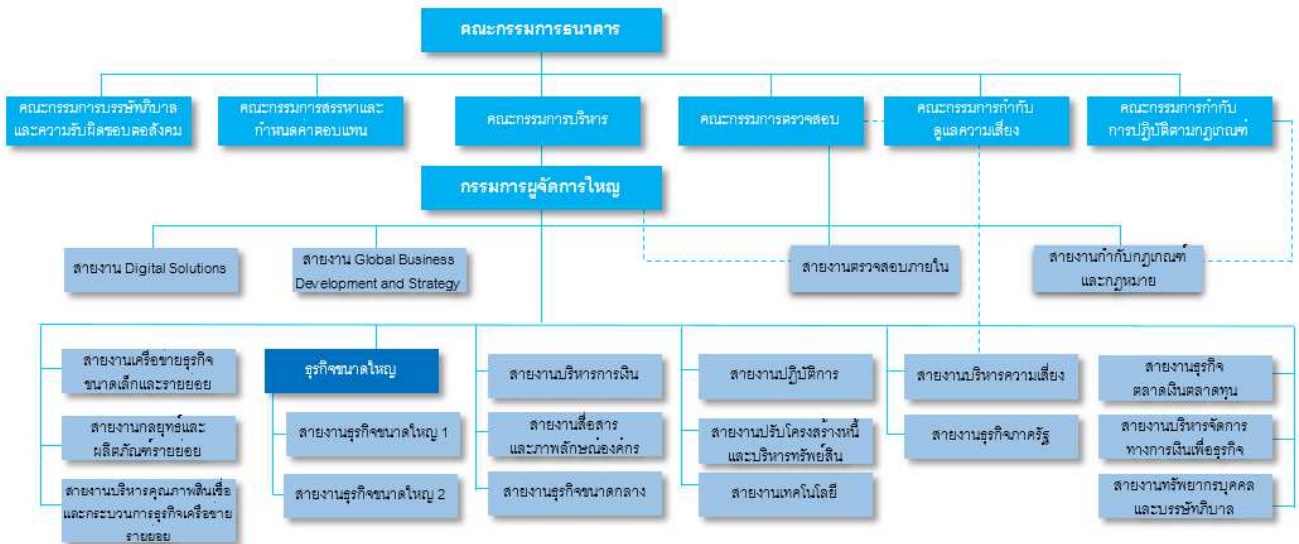 คณะกรรมการธนาคาร
คณะกรรมการบรรษัทภิบาล
และความรับผิดชอบต่อสังคม
คณะกรรมการสรรหาและ
กำหนดค่าตอบแทน
คณะกรรมการบริหาร
คณะกรรมการตรวจสอบ
คณะกรรมการกำกับ
ดูแลความเสี่ยง
คณะกรรมการกำกับ
การปฏิบัติตามกฎเกณฑ์
กรรมการผู้จัดการใหญ่
สายงาน Digital Solutions
สายงาน Global Business
Development and Strategy
สายงานตรวจสอบภายใน
สายงานกำกับกฎเกณฑ์
และกฎหมาย
สายงานเครือข่ายธุรกิจ
ขนาดเล็กและรายย่อย
ธุรกิจขนาดใหญ่
สายงานบริหารการเงิน
สายงานปฏิบัติการ
สายงานบริหารความเสี่ยง
สายงานธุรกิจ
ตลาดเงินตลาดทุน
สายงานกลยุทธ์และ
ผลิตภัณฑ์รายย่อย
สายงานธุรกิจขนาดใหญ่ 1
สายงานสื่อสาร
และภาพลักษณ์องค์กร
สายงานปรับโครงสร้างหนี้
และบริหารทรัพย์สิน
สายงานธุรกิจภาครัฐ
สายงานบริหารจัดการ
ทางการเงินเพื่อธุรกิจ
สายงานบริหารคุณภาพสินเชื่อ
และกระบวนการธุรกิจเครือข่าย
รายย่อย
สายงานธุรกิจขนาดใหญ่ 2
สายงานธุรกิจขนาดกลาง
สายงานเทคโนโลยี
สายงานทรัพยากรบุคคล
และบรรษัทภิบาล